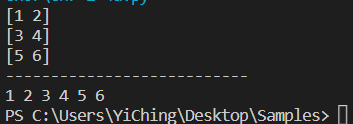 [1 2]
[3 4]
[5 6]
---------------------------
1 2 3 4 5 6
PS C:\Users\YiChing\Desktop\Samples>